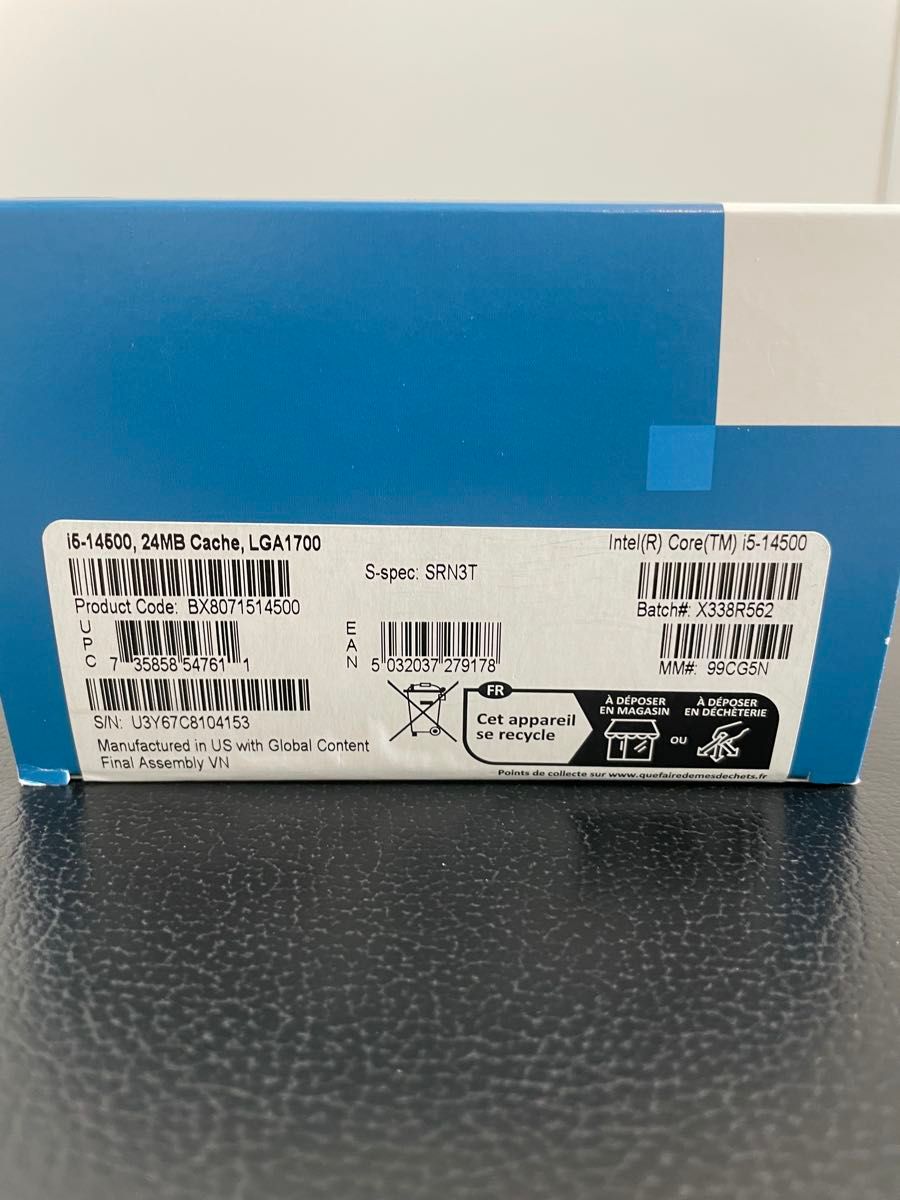 i5-14500, 24MB Cache, LGA1700
Intel(R) Core(TM) i5-14500
S-spec: SRN3T
Product Code: BX8071514500
Batch#: X338R562
UPC
7 35858 54761 1
EAN
5 032037 279178
MM#: 99CG5N
S/N: U3Y67C8104153
Manufactured in US with Global Content
Final Assembly VN
FR
Cet appareil
se recycle
À DÉPOSER
EN MAGASIN
OU
À DÉPOSER
EN DÉCHÈTERIE
Points de collecte sur www.quefairedemesdechets.fr